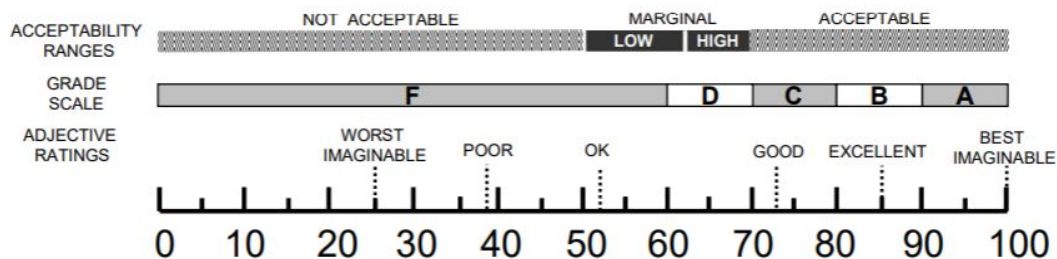 NOT ACCEPTABLE MARGINAL ACCEPTABLE
ACCEPTABILITY
RANGES
LOW HIGH
GRADE
SCALE
F D C B A
ADJECTIVE
RATINGS
WORST
IMAGINABLE
POOR OK GOOD EXCELLENT
BEST
IMAGINABLE
0 10 20 30 40 50 60 70 80 90 100